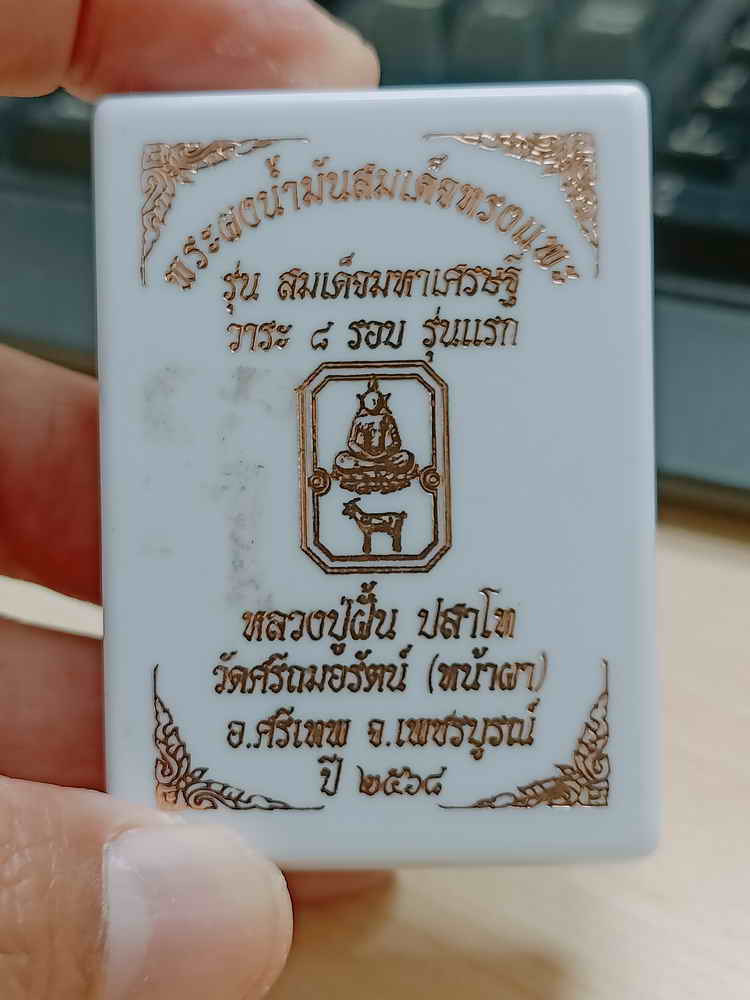 พระผงน้ำมันสมเด็จทรงแพะ
รุ่น สมเด็จมหาเศรษฐี
วาระ ๘ รอบ รุ่นแรก
หลวงปู่ฝั้น ปสาโท
วัดศรีถมอรัตน์ (หน้าผา)
อ.ศรีเทพ จ.เพชรบูรณ์
ปี ๒๕๖๘